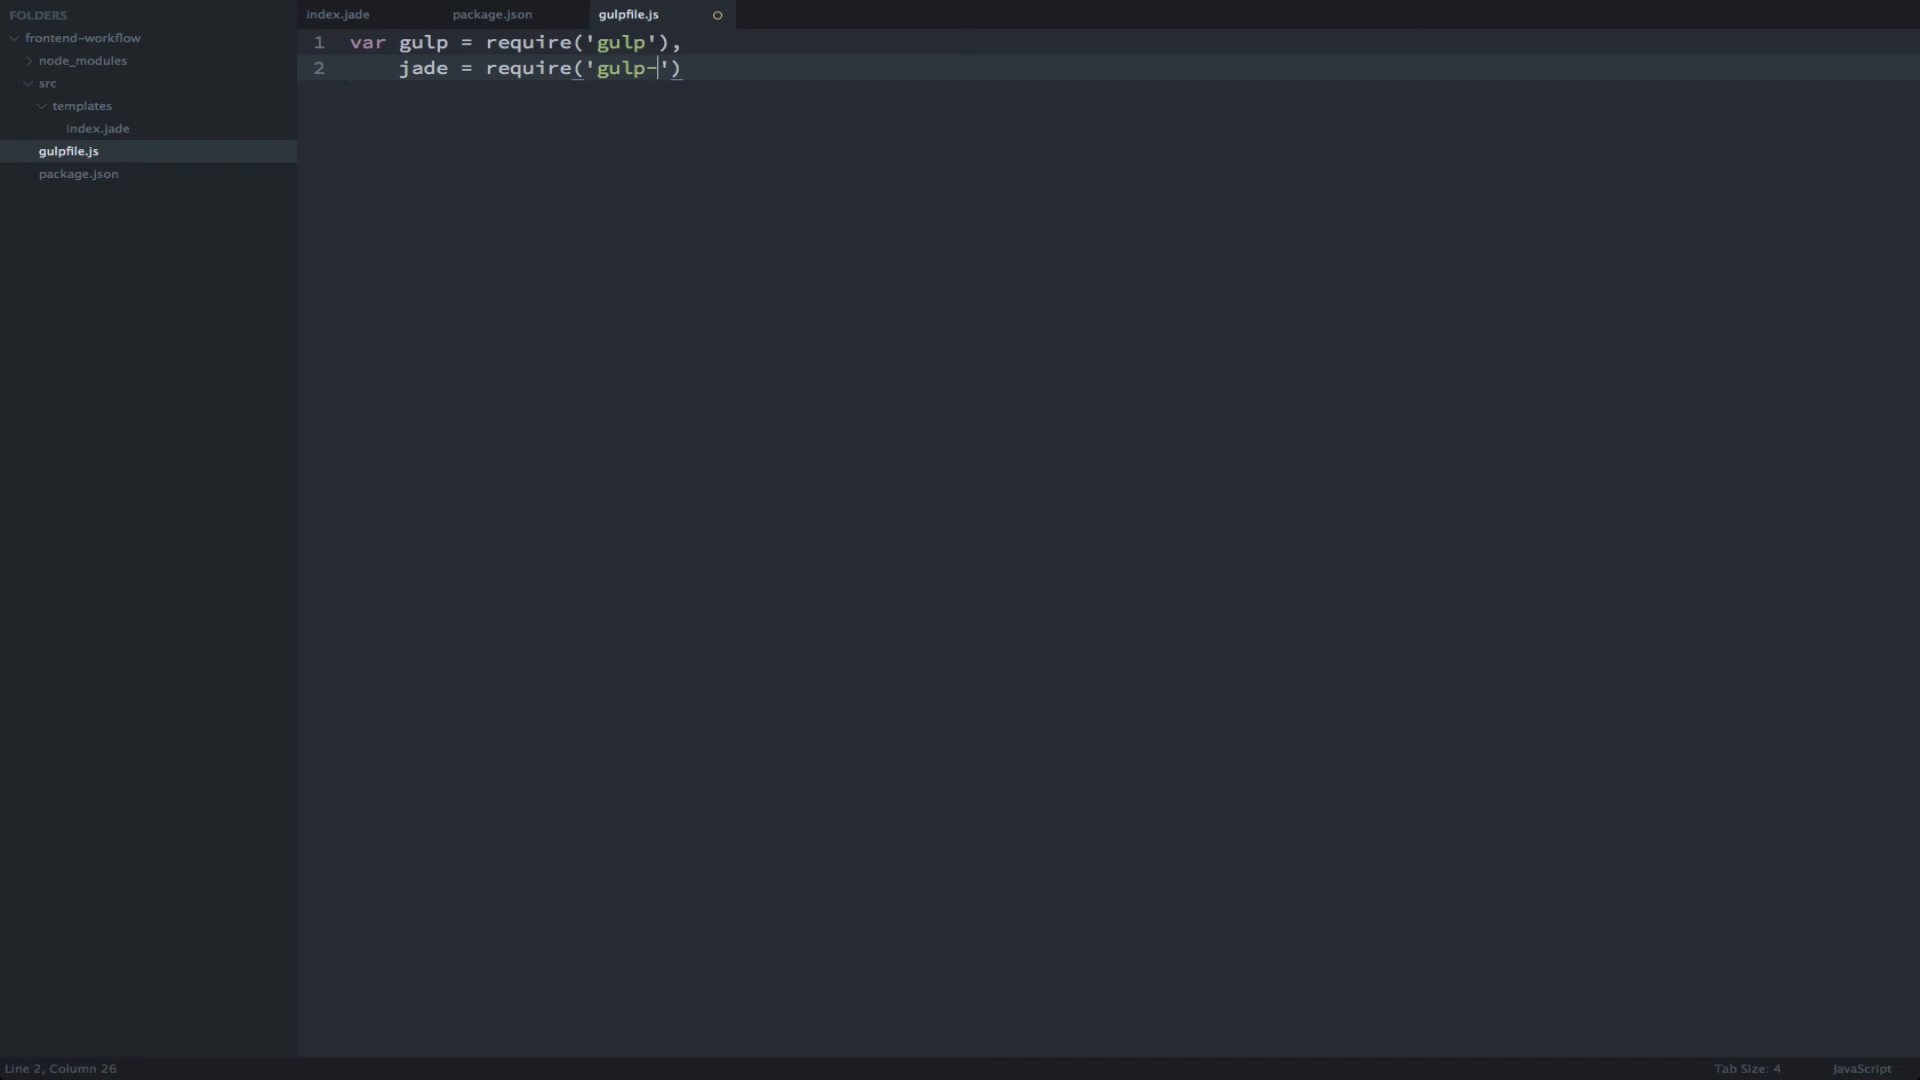 FOLDERS
frontend-workflow
node_modules
src
templates
index.jade
gulpfile.js
package.json
index.jade
package.json
gulpfile.js
1 var gulp = require('gulp'),
2     jade = require('gulp-')
Line 2, Column 26
Tab Size: 4
JavaScript